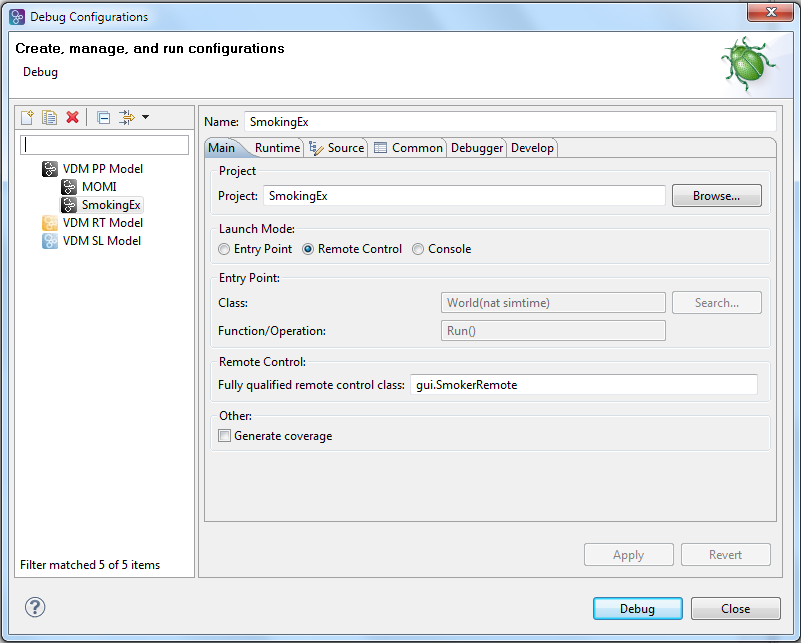 Debug Configurations
Create, manage, and run configurations
Debug
Name: SmokingEx
Main Runtime Source Common Debugger Develop
VDM PP Model
MOMI
SmokingEx
VDM RT Model
VDM SL Model
Filter matched 5 of 5 items
Project
Project: SmokingEx Browse...
Launch Mode:
Entry Point Remote Control Console
Entry Point:
Class: World(nat simtime) Search...
Function/Operation: Run()
Remote Control:
Fully qualified remote control class: gui.SmokerRemote
Other:
Generate coverage
Apply Revert
? Debug Close